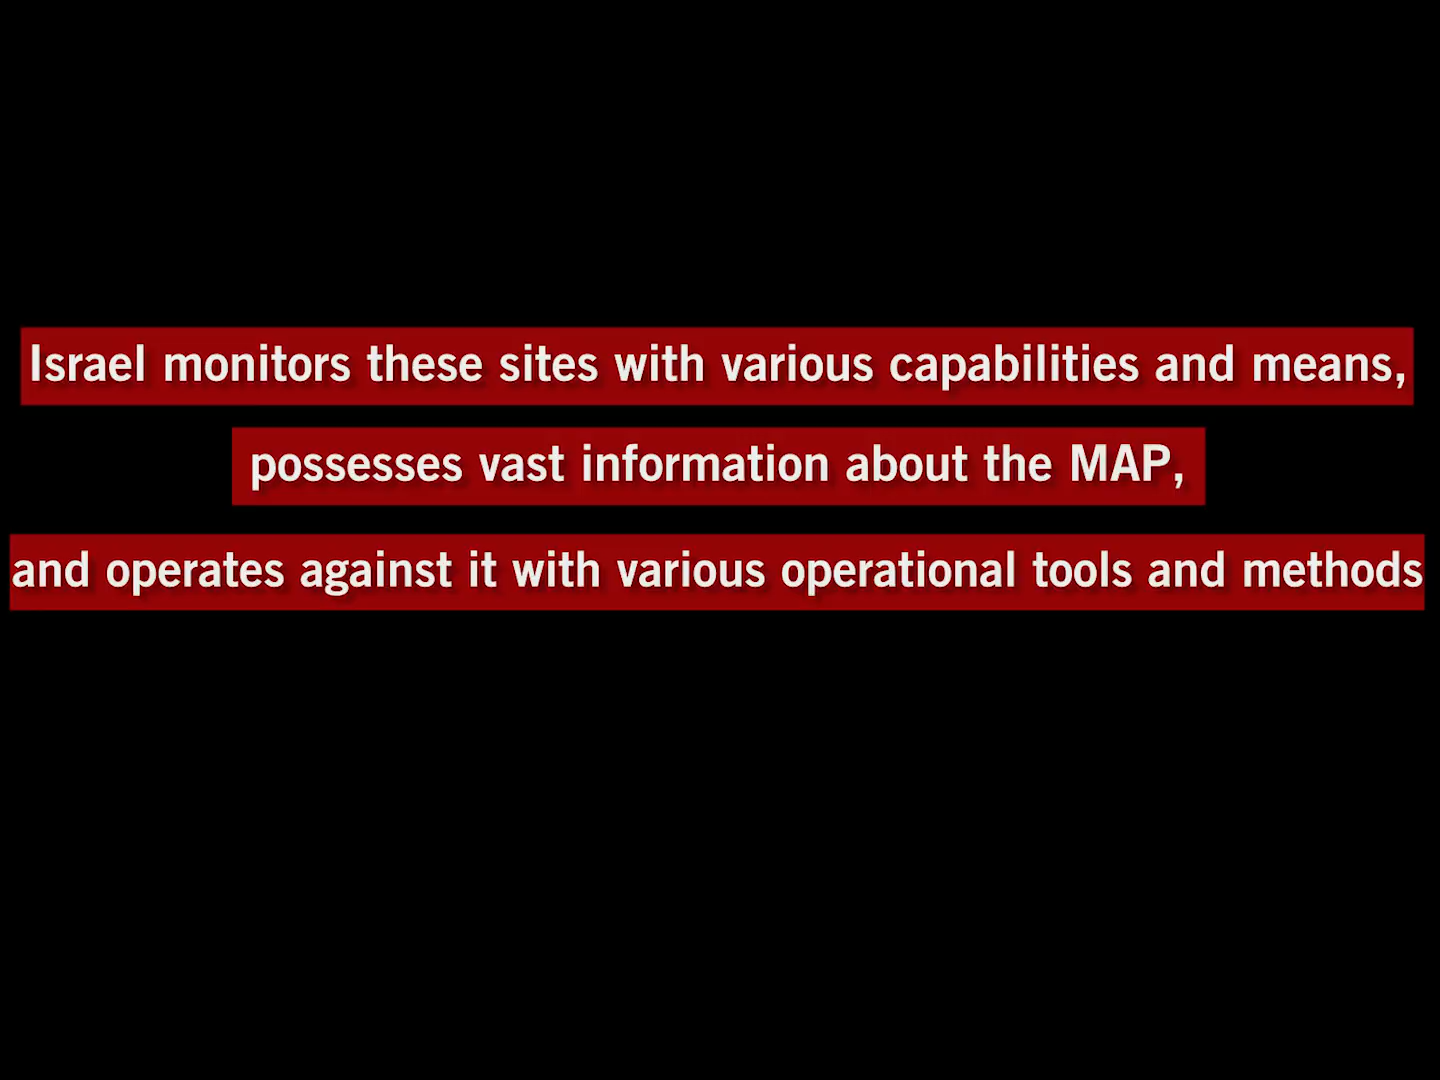 Israel monitors these sites with various capabilities and means,
possesses vast information about the MAP,
and operates against it with various operational tools and methods